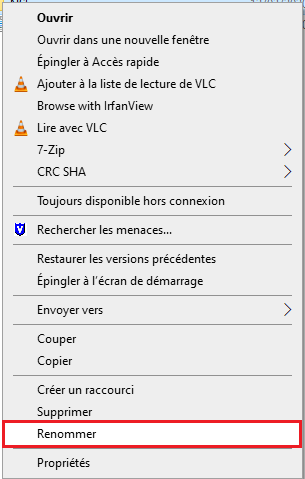 Ouvrir
Ouvrir dans une nouvelle fenêtre
Épingler à Accès rapide
Ajouter à la liste de lecture de VLC
Browse with IrfanView
Lire avec VLC
7-Zip
CRC SHA
Toujours disponible hors connexion
Rechercher les menaces...
Restaurer les versions précédentes
Épingler à l'écran de démarrage
Envoyer vers
Couper
Copier
Créer un raccourci
Supprimer
Renommer
Propriétés